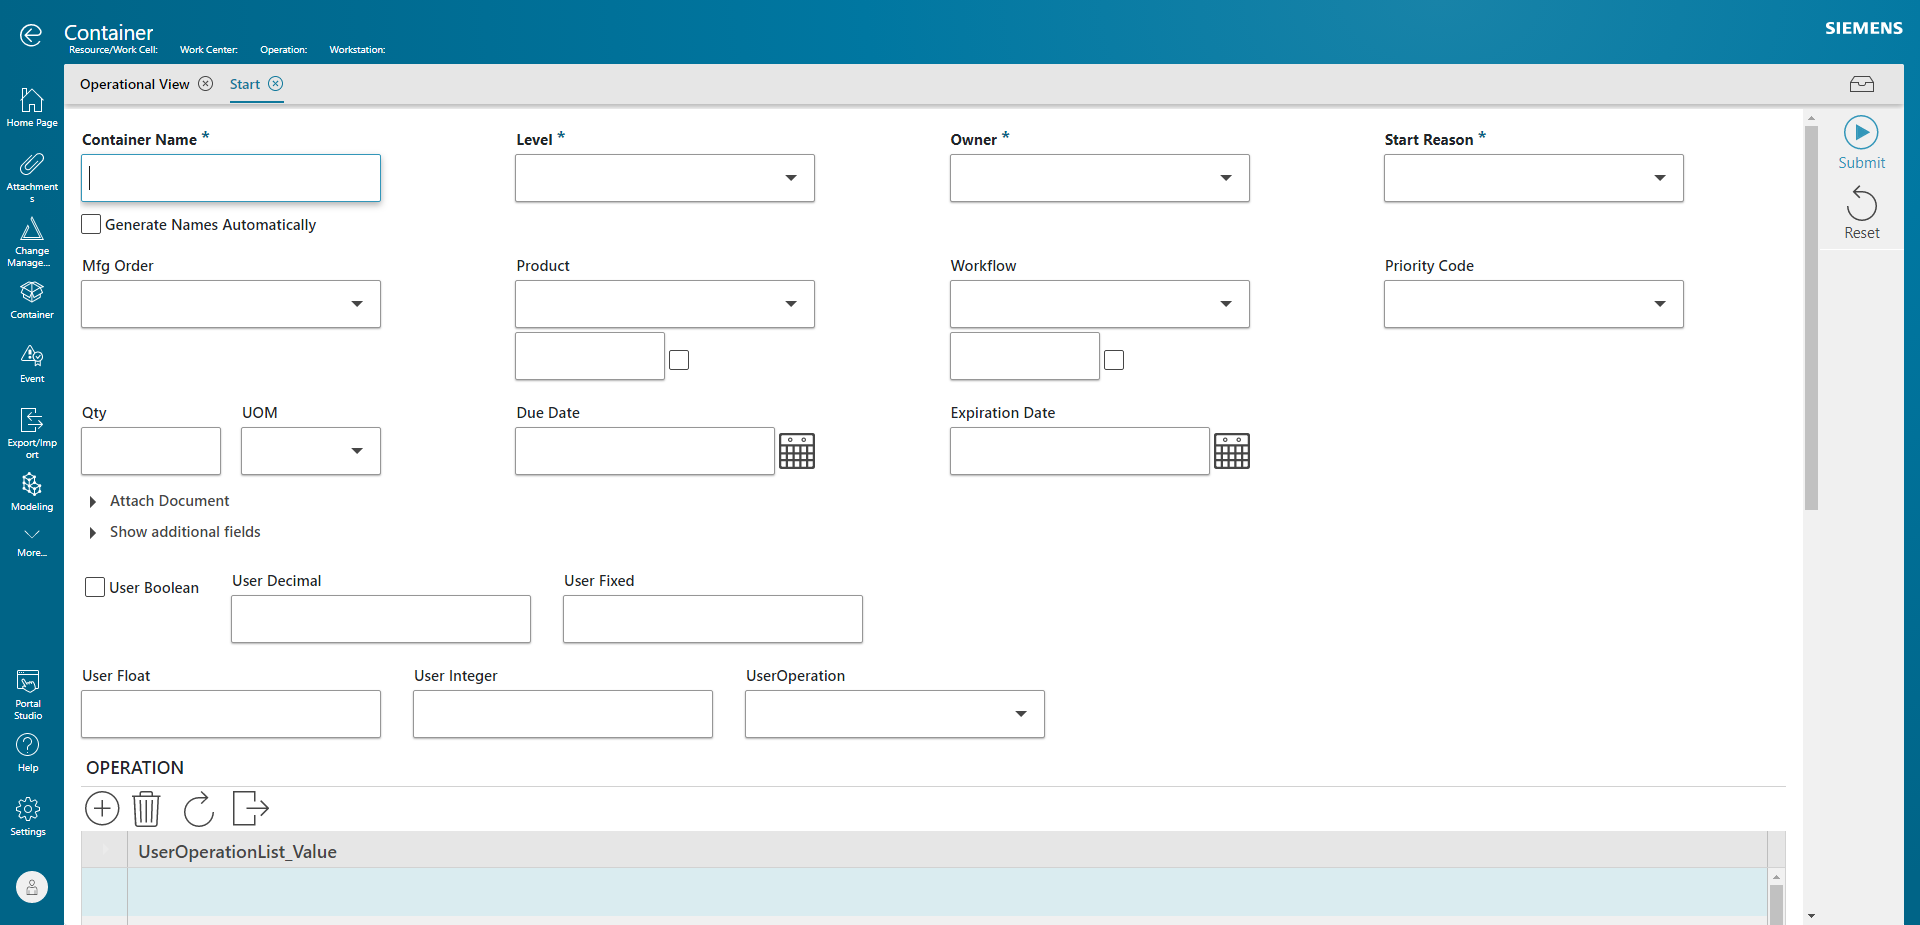 Container
SIEMENS
Resource/Work Cell: Work Center: Operation: Workstation:
Operational View Start
Home Page
Attachment
s
Change
Manage...
Container
Event
Export/Imp
ort
Modeling
More...
Portal
Studio
Help
Settings
Container Name * Level * Owner * Start Reason *
Generate Names Automatically
Mfg Order Product Workflow Priority Code
Qty UOM Due Date Expiration Date
Attach Document
Show additional fields
User Boolean User Decimal User Fixed
User Float User Integer UserOperation
OPERATION
UserOperationList_Value
Submit
Reset